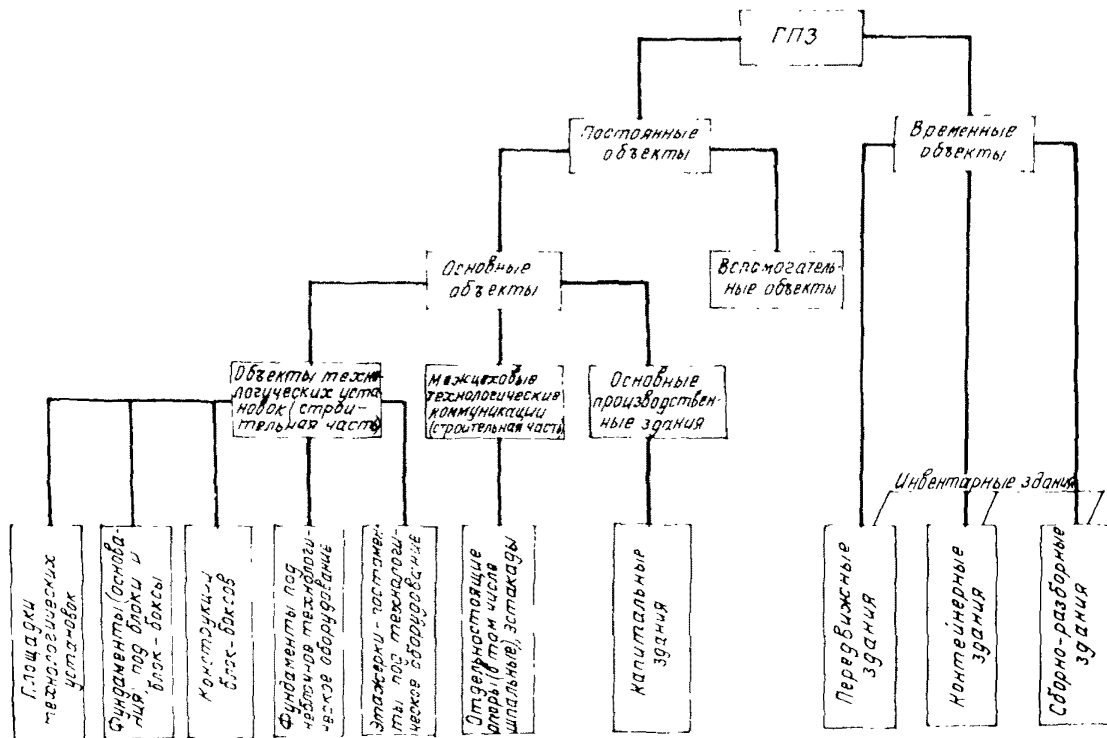 ГПЗ
Постоянные
объекты
Временные
объекты
Основные
объекты
Вспомогатель-
ные объекты
Объекты техно-
логических уста-
новок (строи-
тельная часть)
Межцеховые
технологические
коммуникации
(строительная часть)
Основные
производствен-
ные здания
Инвентарные здания
Площадки
технологических
установок
Фундаменты (основа-
ния) под блоки и
блок-боксы
Конструкции
блок-боксов
Фундаменты под
неблочное технологи-
ческое оборудование
Этажерки-постамен-
ты под технологи-
ческое оборудование
Отдельностоящие
опоры (в том числе
шпальные), эстакады
Капитальные
здания
Передвижные
здания
Контейнерные
здания
Сборно-разборные
здания